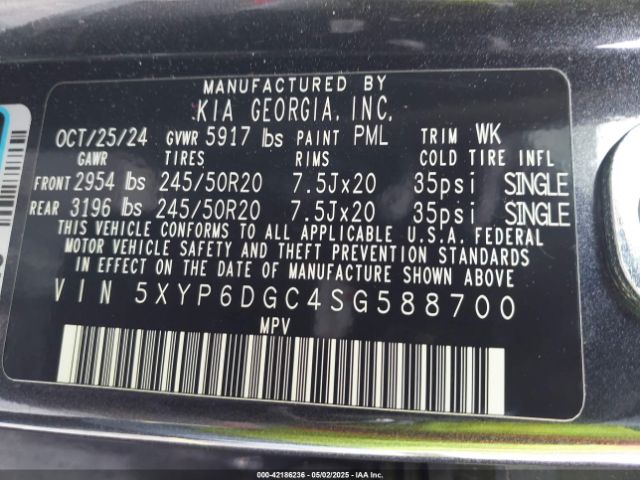 MANUFACTURED BY
KIA GEORGIA, INC.
OCT/25/24 GVWR 5917 lbs PAINT PML TRIM WK
GAWR TIRES RIMS COLD TIRE INFL
FRONT 2954 lbs 245/50R20 7.5Jx20 35psi SINGLE
REAR 3196 lbs 245/50R20 7.5Jx20 35psi SINGLE
THIS VEHICLE CONFORMS TO ALL APPLICABLE U.S.A. FEDERAL
MOTOR VEHICLE SAFETY AND THEFT PREVENTION STANDARDS
IN EFFECT ON THE DATE OF MANUFACTURE SHOWN ABOVE.
VIN 5XYP6DGC4SG588700
MPV
000-42186236 - 05/02/2025 - IAA Inc.